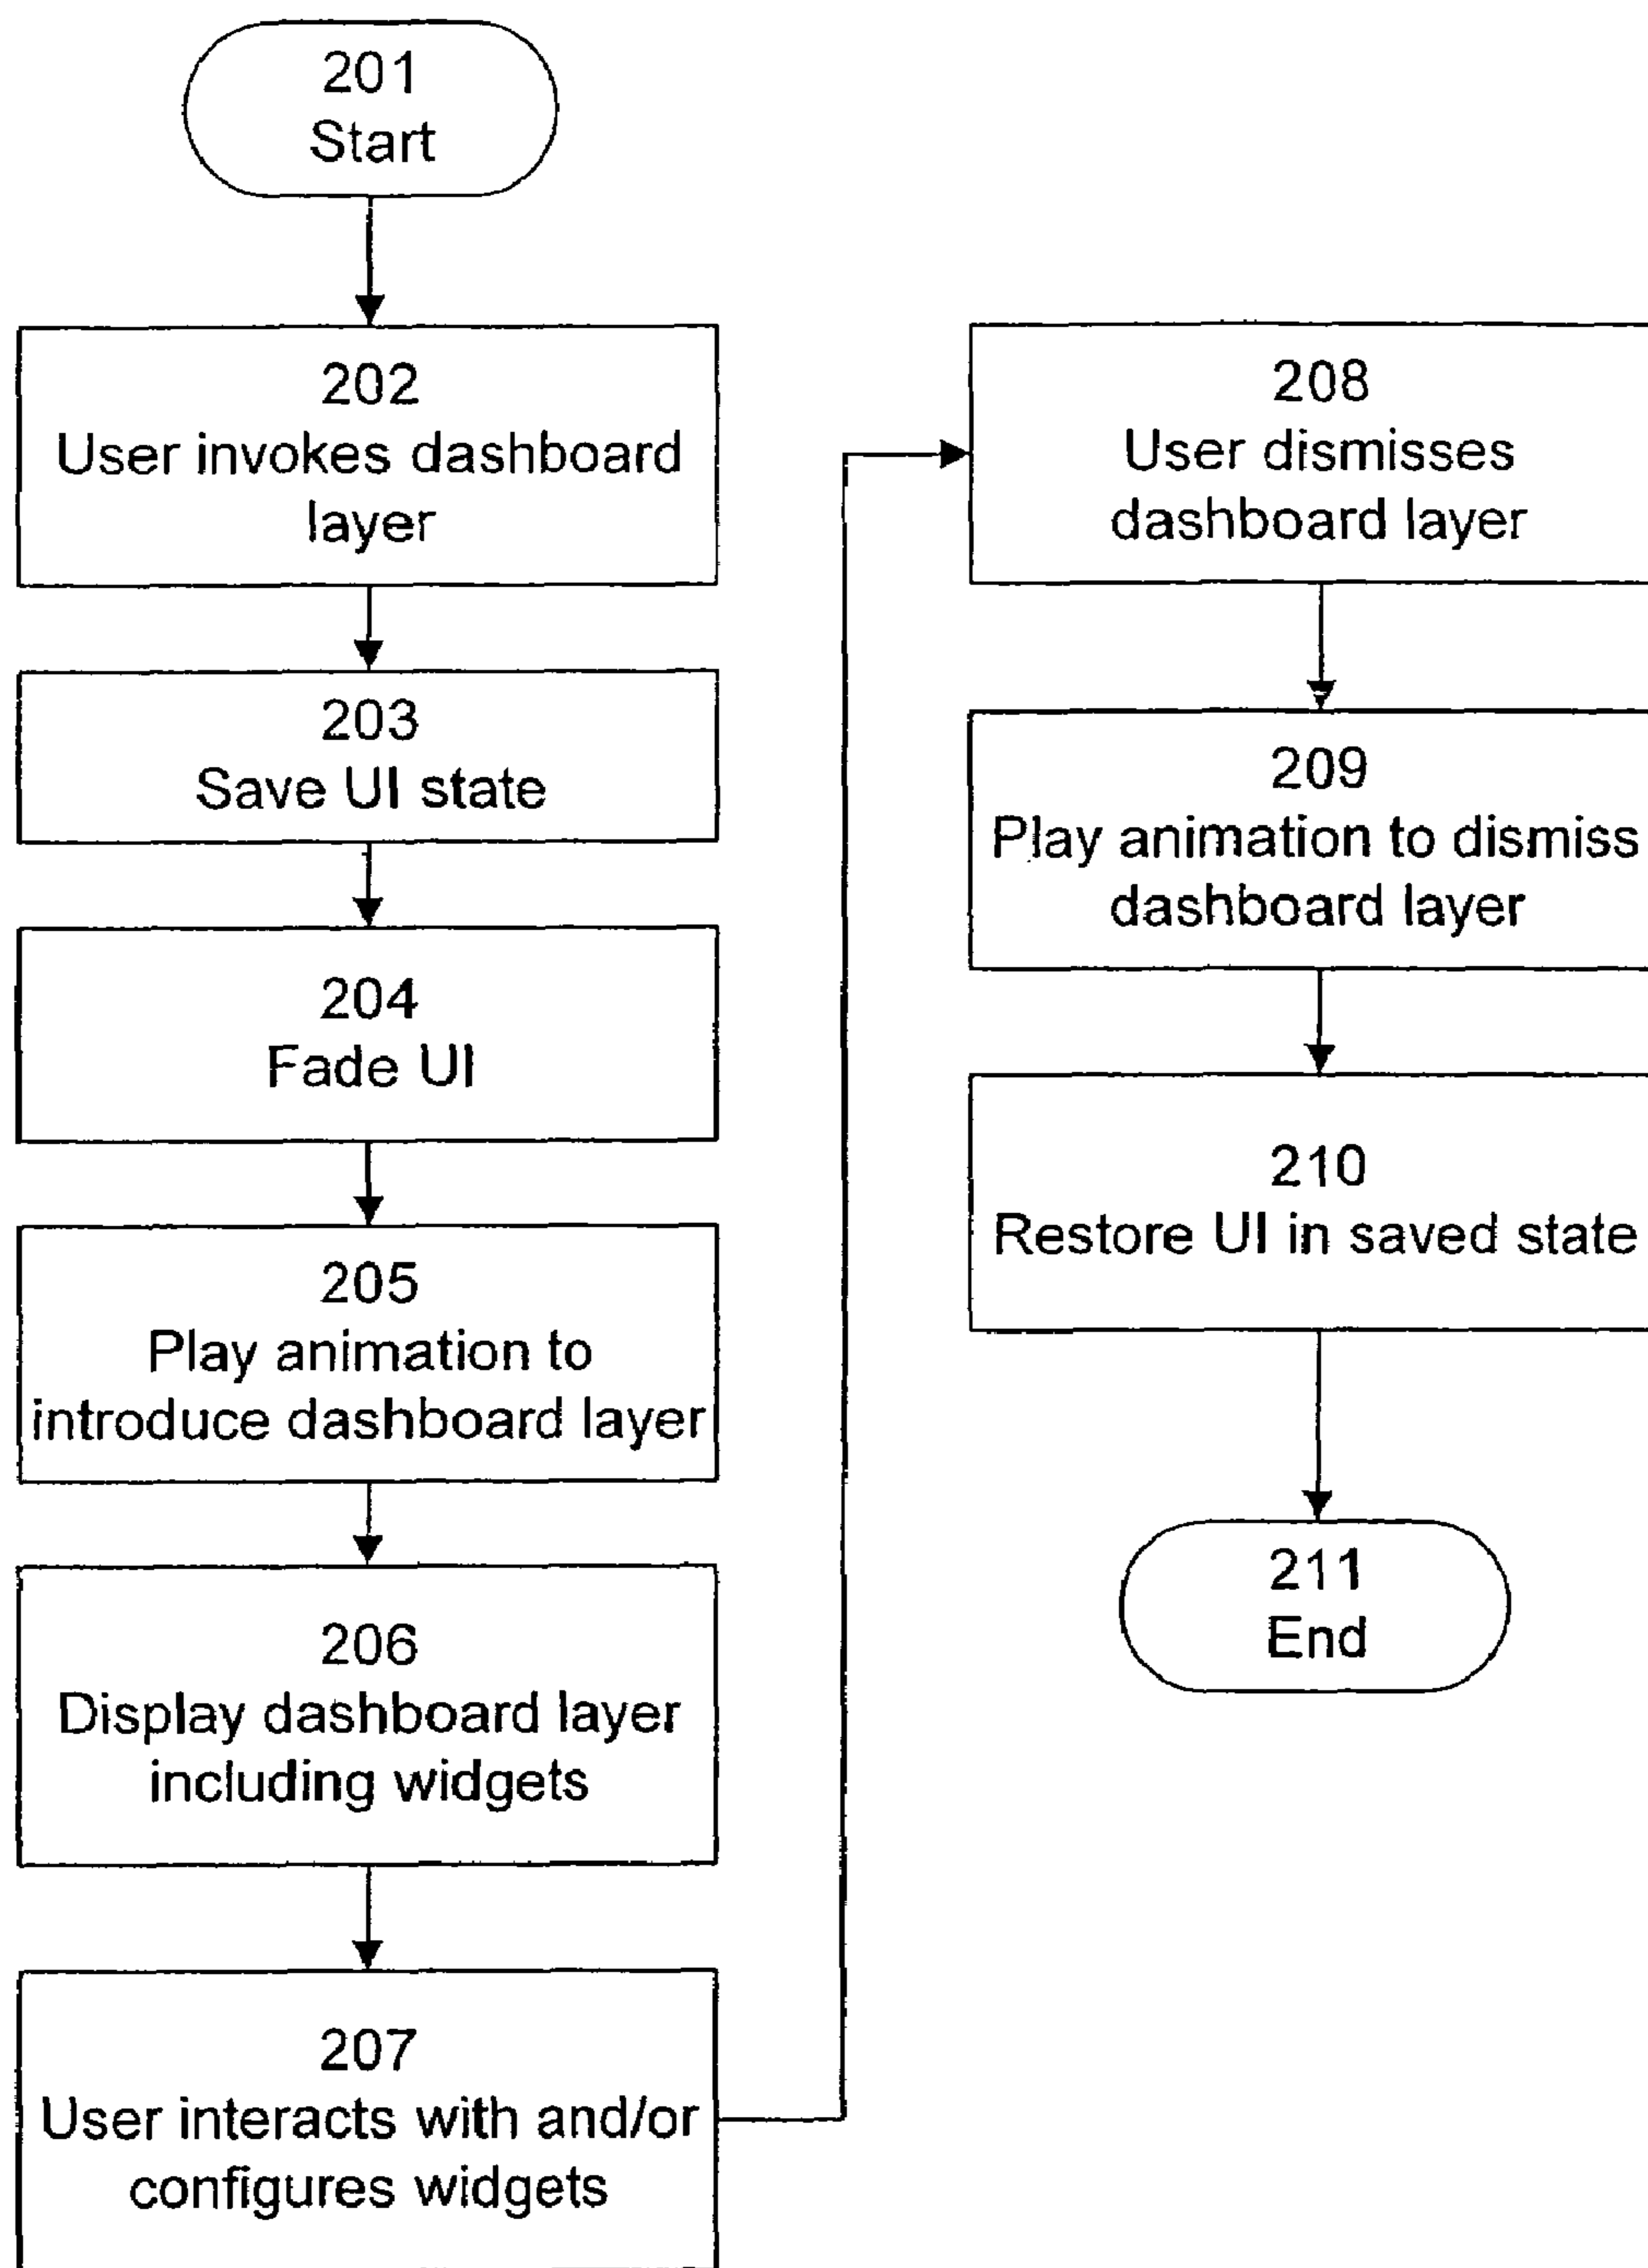 201
Start
202
User invokes dashboard
layer
203
Save UI state
204
Fade UI
205
Play animation to
introduce dashboard layer
206
Display dashboard layer
including widgets
207
User interacts with and/or
configures widgets
208
User dismisses
dashboard layer
209
Play animation to dismiss
dashboard layer
210
Restore UI in saved state
211
End